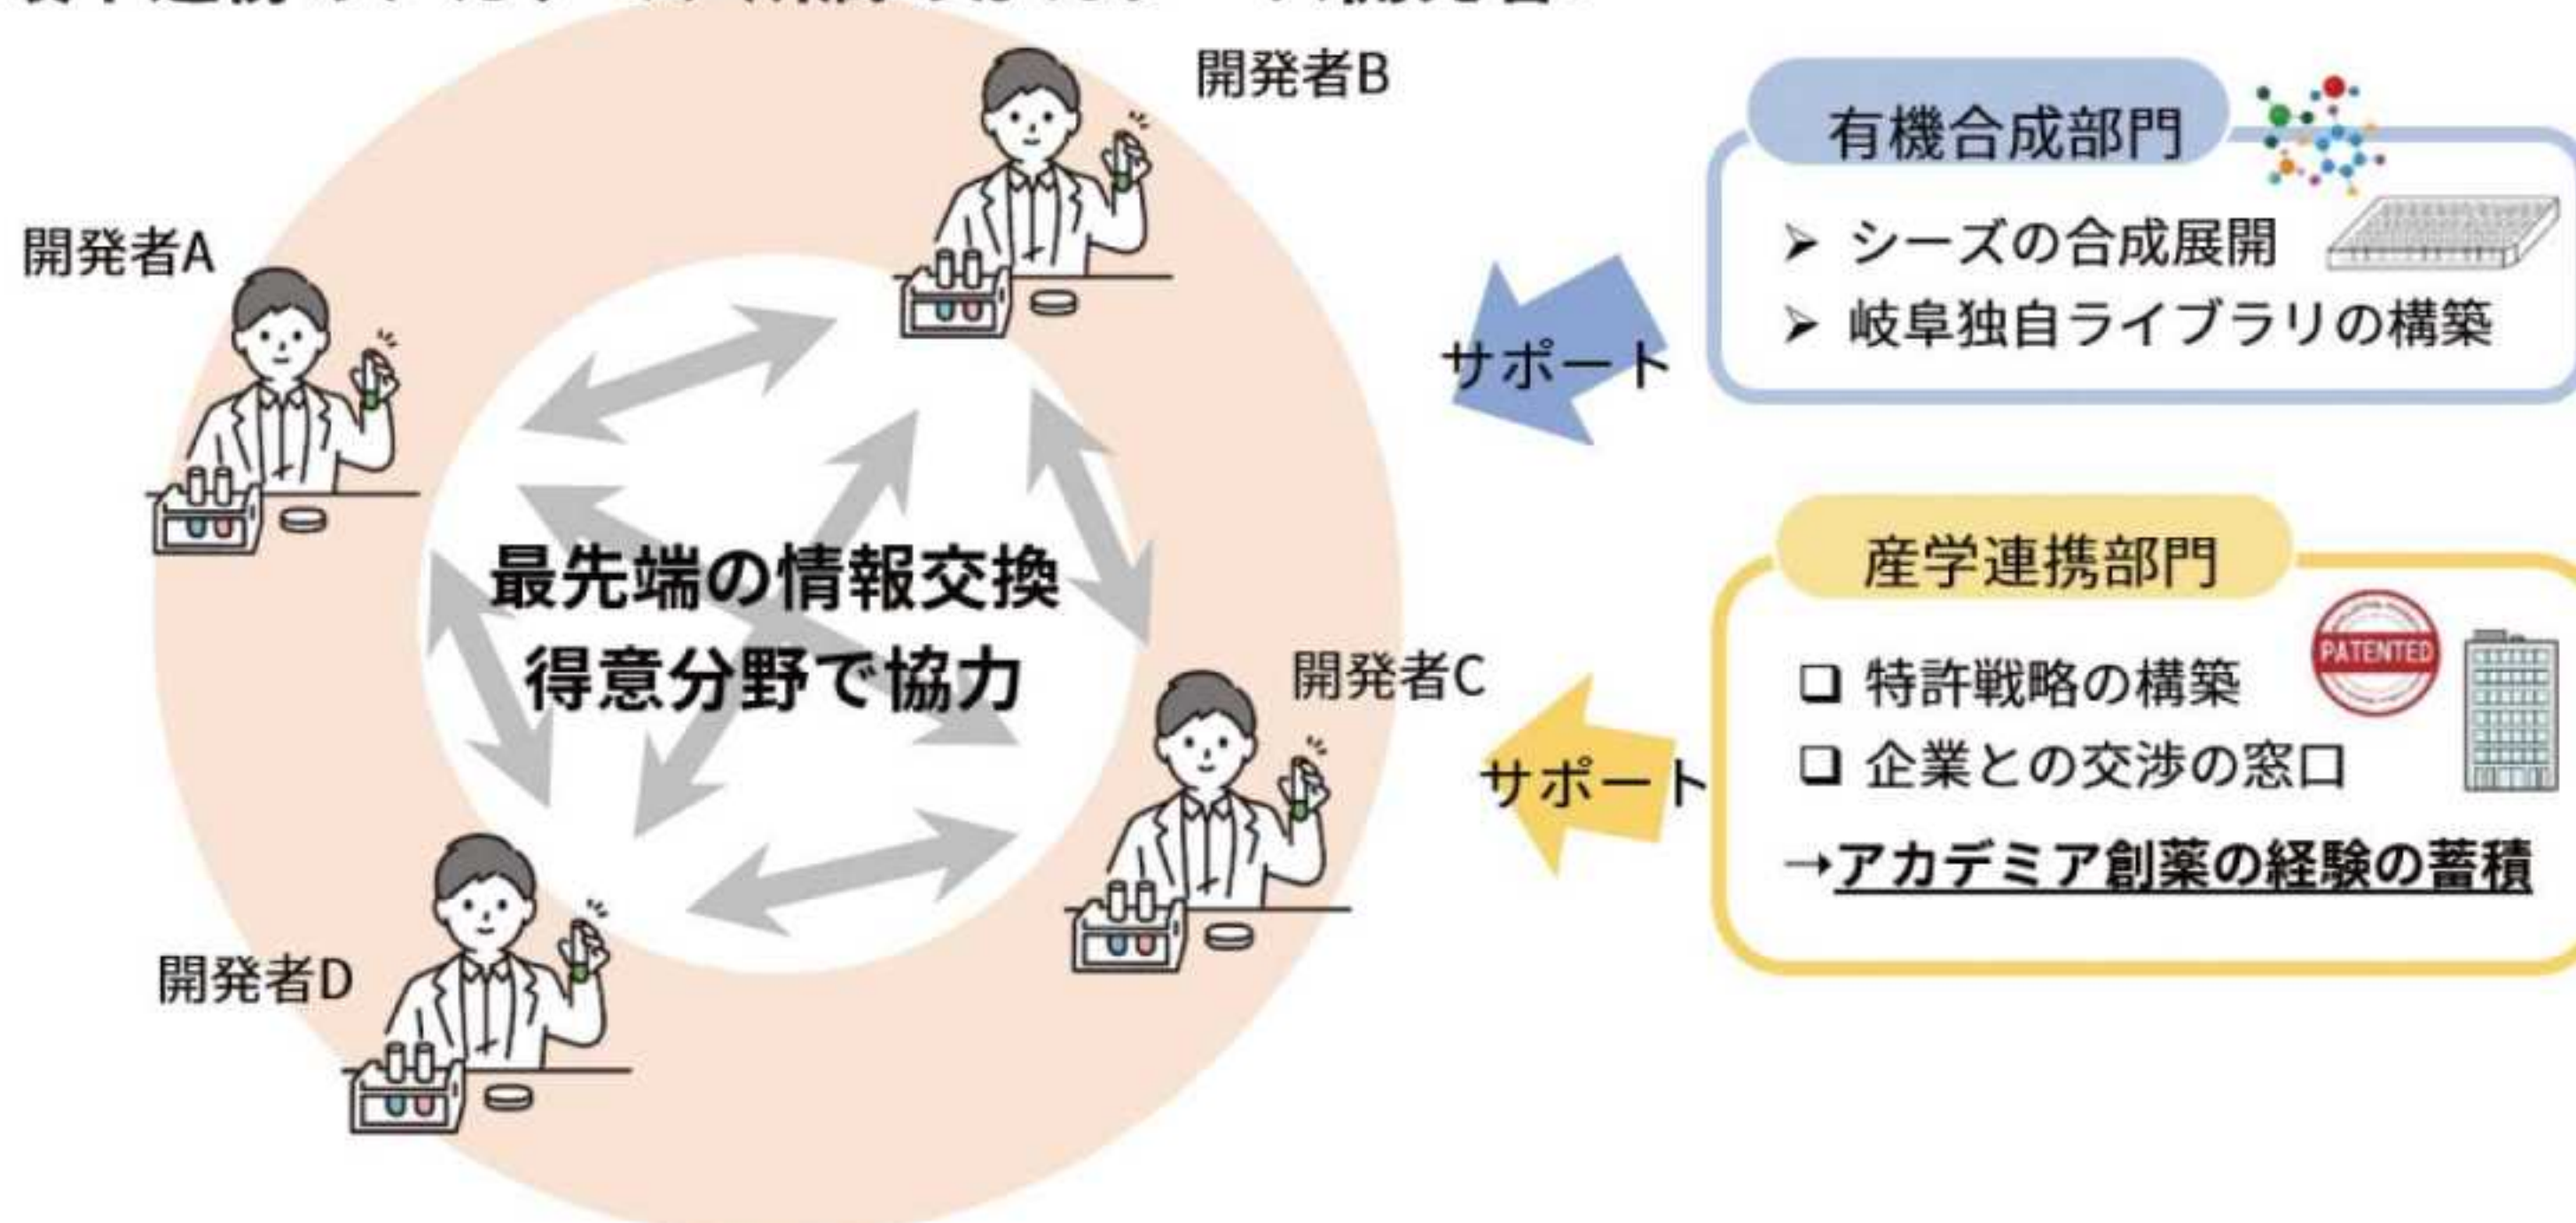 開発者B
開発者A
最先端の情報交換
得意分野で協力
開発者C
開発者D
サポート
有機合成部門
➢ シーズの合成展開
➢ 岐阜独自ライブラリの構築
サポート
産学連携部門
❑ 特許戦略の構築
❑ 企業との交渉の窓口
PATENTED
→アカデミア創薬の経験の蓄積